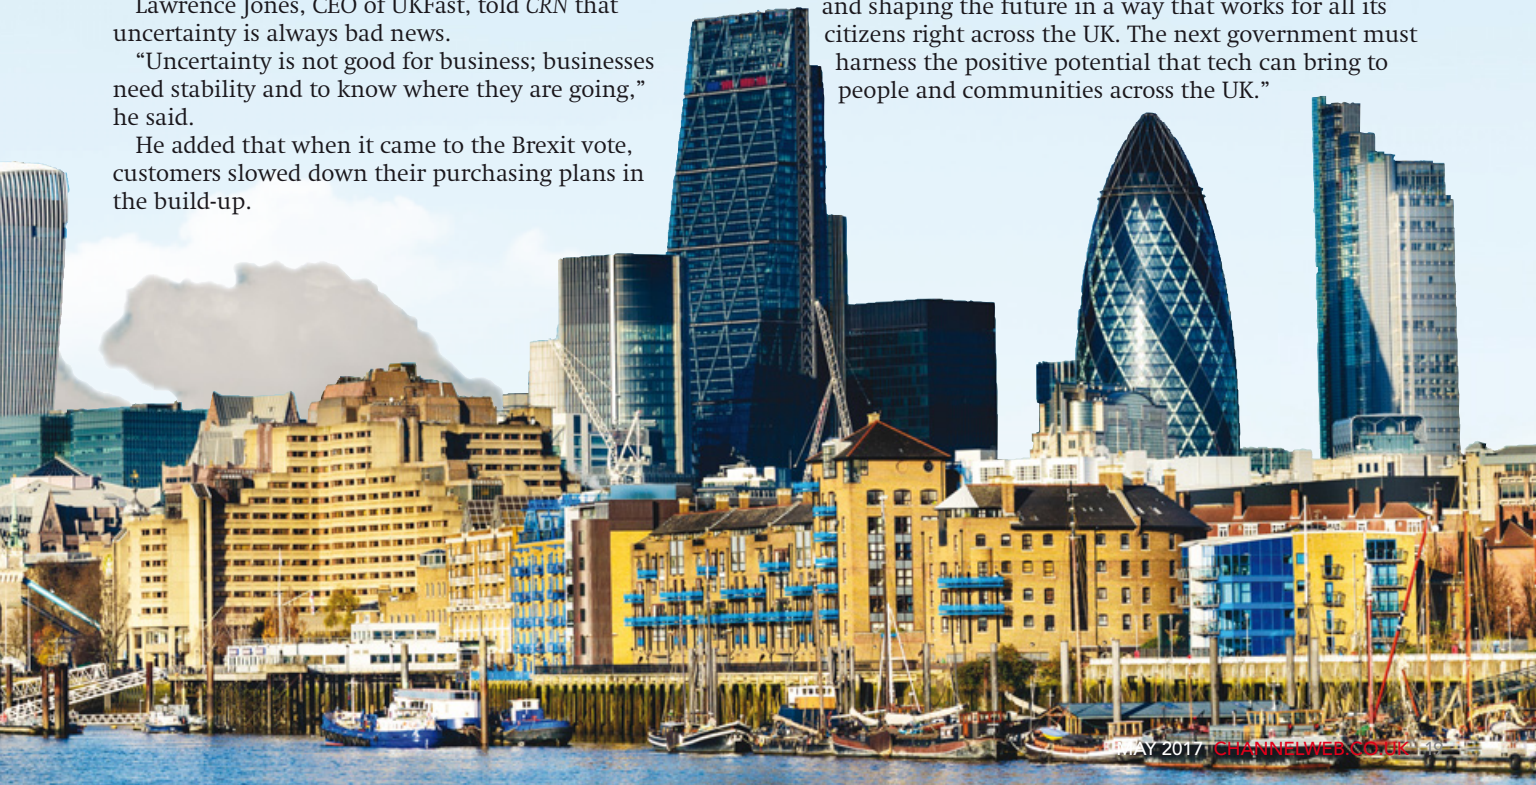 Lawrence Jones, CEO of UKFast, told CRN that
uncertainty is always bad news.
“Uncertainty is not good for business; businesses
need stability and to know where they are going,”
he said.
He added that when it came to the Brexit vote,
customers slowed down their purchasing plans in
the build-up.
and shaping the future in a way that works for all its
citizens right across the UK. The next government must
harness the positive potential that tech can bring to
people and communities across the UK.”
MAY 2017 CHANNELWEB.CO.UK